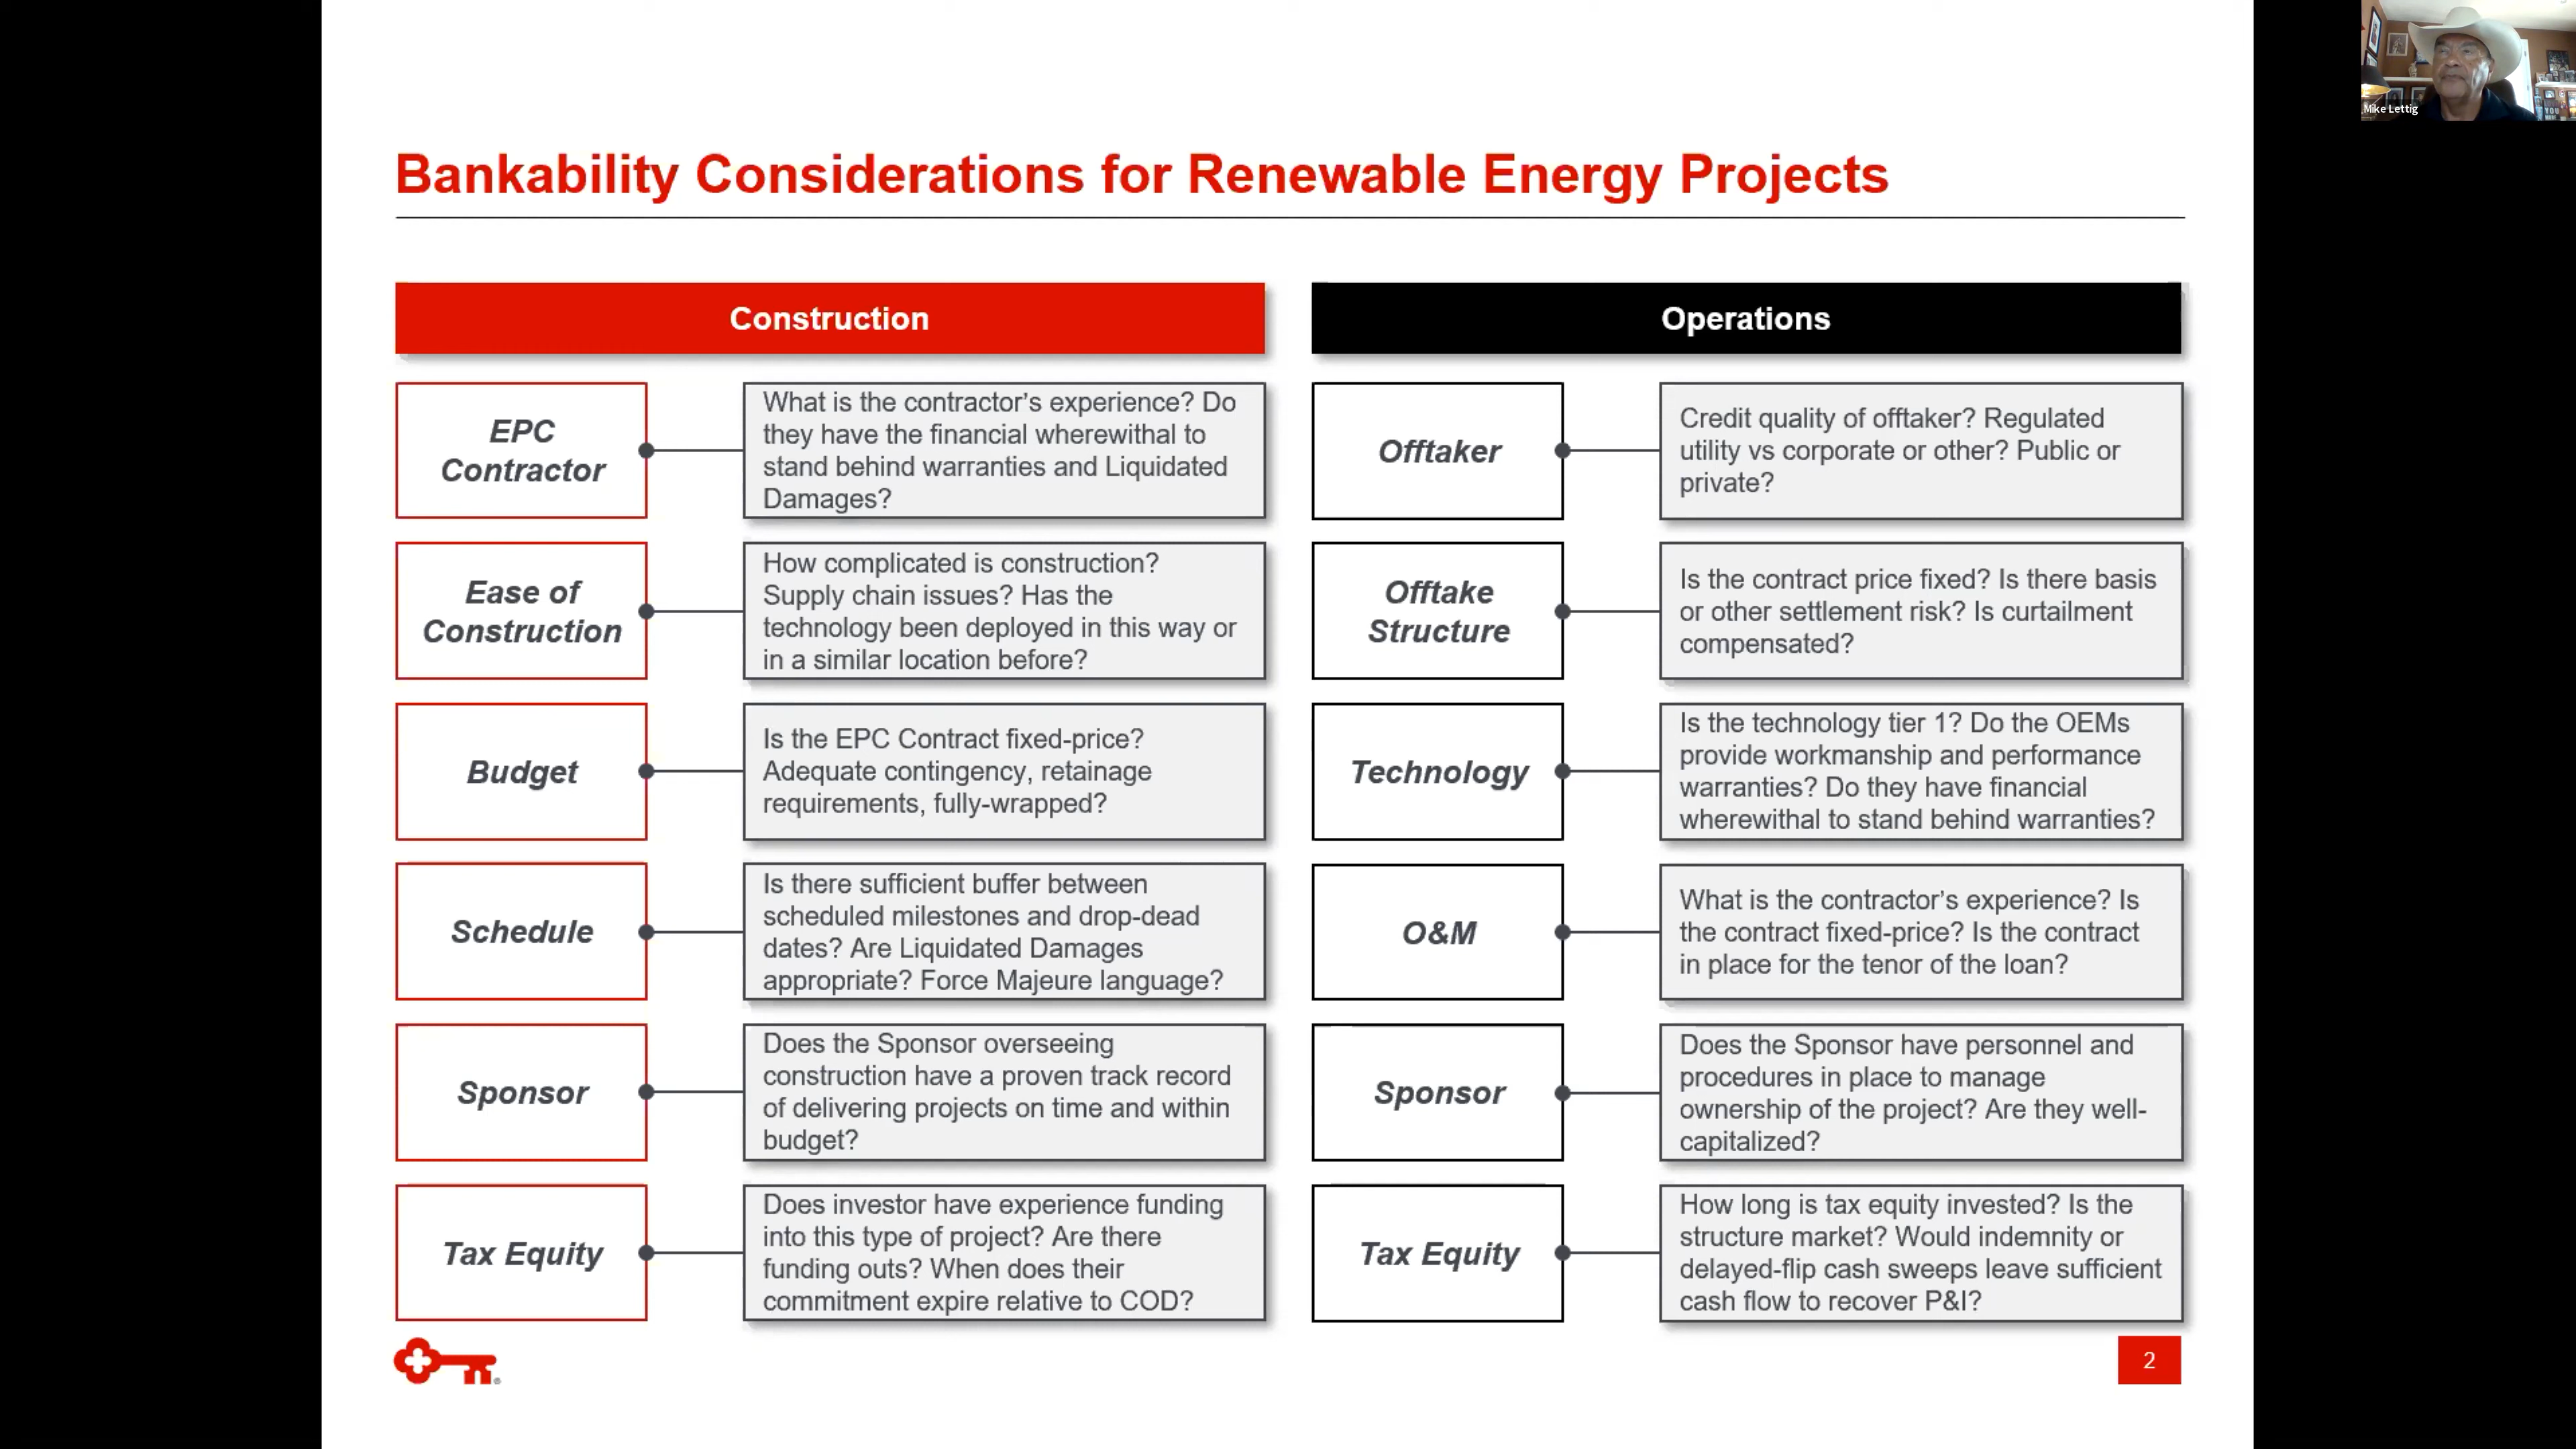 Mike Lettig
Bankability Considerations for Renewable Energy Projects
Construction
EPC
Contractor
What is the contractor’s experience? Do
they have the financial wherewithal to
stand behind warranties and Liquidated
Damages?
Ease of
Construction
How complicated is construction?
Supply chain issues? Has the
technology been deployed in this way or
in a similar location before?
Budget
Is the EPC Contract fixed-price?
Adequate contingency, retainage
requirements, fully-wrapped?
Schedule
Is there sufficient buffer between
scheduled milestones and drop-dead
dates? Are Liquidated Damages
appropriate? Force Majeure language?
Sponsor
Does the Sponsor overseeing
construction have a proven track record
of delivering projects on time and within
budget?
Tax Equity
Does investor have experience funding
into this type of project? Are there
funding outs? When does their
commitment expire relative to COD?
Operations
Offtaker
Credit quality of offtaker? Regulated
utility vs corporate or other? Public or
private?
Offtake
Structure
Is the contract price fixed? Is there basis
or other settlement risk? Is curtailment
compensated?
Technology
Is the technology tier 1? Do the OEMs
provide workmanship and performance
warranties? Do they have financial
wherewithal to stand behind warranties?
O&M
What is the contractor’s experience? Is
the contract fixed-price? Is the contract
in place for the tenor of the loan?
Sponsor
Does the Sponsor have personnel and
procedures in place to manage
ownership of the project? Are they well-
capitalized?
Tax Equity
How long is tax equity invested? Is the
structure market? Would indemnity or
delayed-flip cash sweeps leave sufficient
cash flow to recover P&I?
2